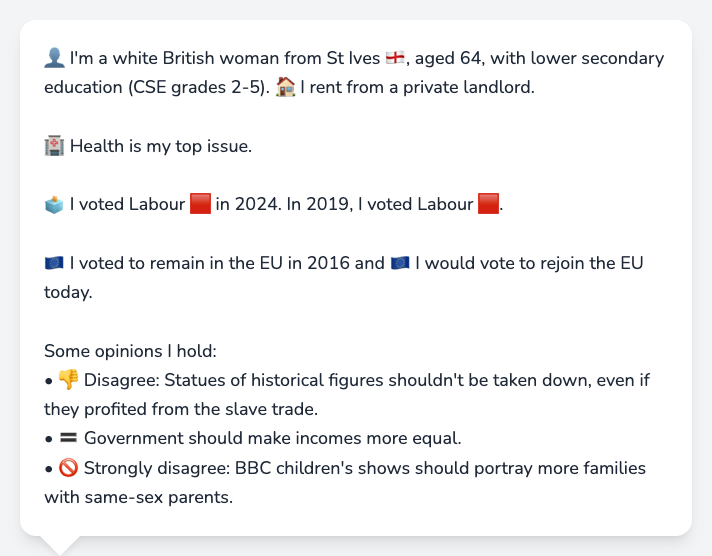 👤 I'm a white British woman from St Ives 🏴󠁧󠁢󠁥󠁮󠁧󠁿, aged 64, with lower secondary
education (CSE grades 2-5). 🏠 I rent from a private landlord.
🏥 Health is my top issue.
🗳️ I voted Labour 🟥 in 2024. In 2019, I voted Labour 🟥.
🇪🇺 I voted to remain in the EU in 2016 and 🇪🇺 I would vote to rejoin the EU
today.
Some opinions I hold:
• 👎 Disagree: Statues of historical figures shouldn't be taken down, even if
they profited from the slave trade.
• 🟰 Government should make incomes more equal.
• 🚫 Strongly disagree: BBC children's shows should portray more families
with same-sex parents.